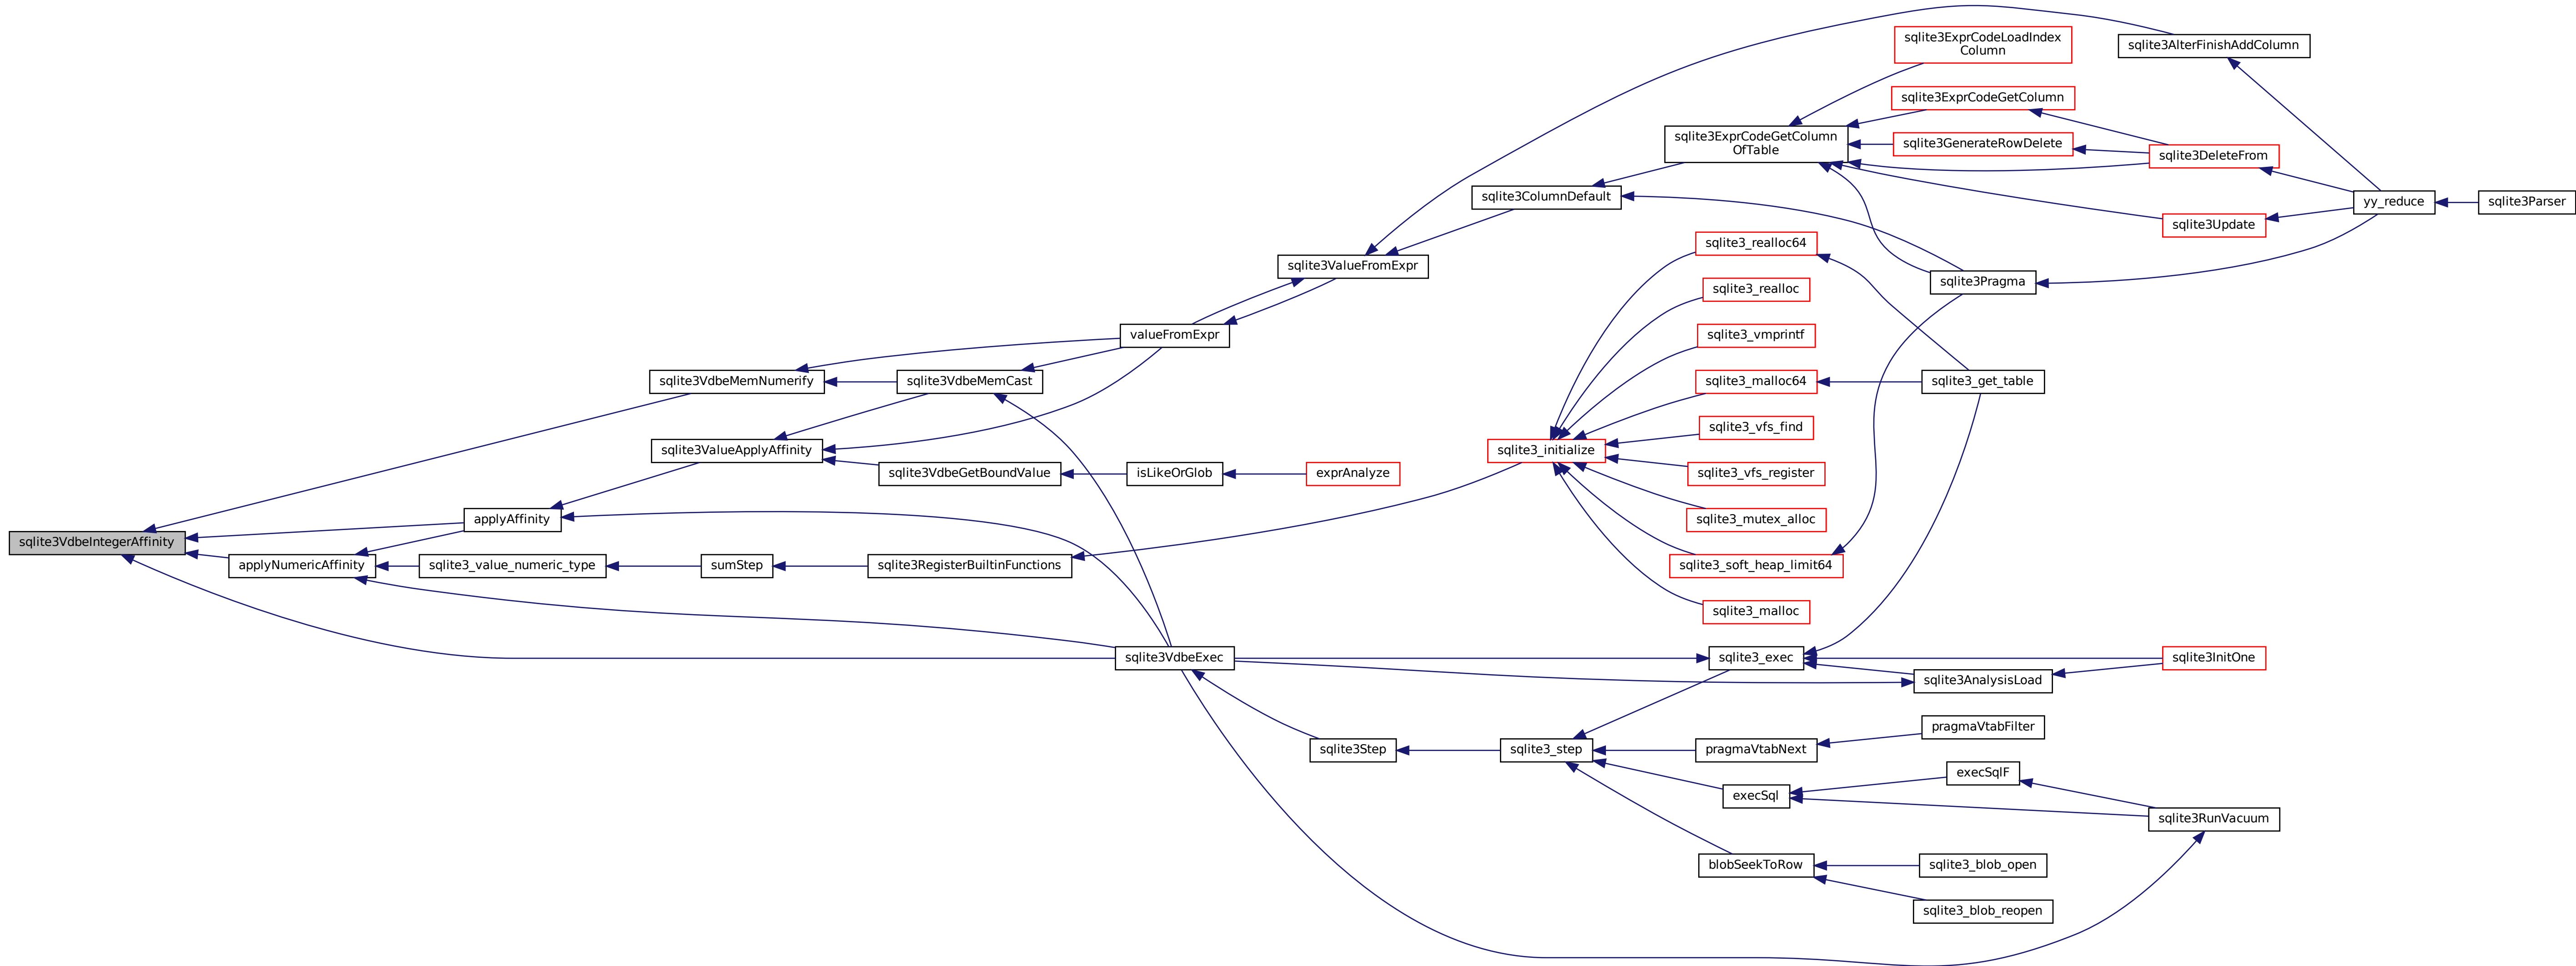 sqlite3VdbeIntegerAffinity
sqlite3VdbeMemNumerify
applyAffinity
applyNumericAffinity
sqlite3_value_numeric_type
sqlite3ValueApplyAffinity
sumStep
sqlite3VdbeMemCast
sqlite3VdbeGetBoundValue
sqlite3RegisterBuiltinFunctions
valueFromExpr
isLikeOrGlob
sqlite3VdbeExec
sqlite3ValueFromExpr
exprAnalyze
sqlite3Step
sqlite3ColumnDefault
sqlite3_initialize
sqlite3_step
sqlite3ExprCodeGetColumn
OfTable
sqlite3_realloc64
sqlite3_realloc
sqlite3_vmprintf
sqlite3_malloc64
sqlite3_vfs_find
sqlite3_vfs_register
sqlite3_mutex_alloc
sqlite3_soft_heap_limit64
sqlite3_malloc
sqlite3_exec
pragmaVtabNext
execSql
blobSeekToRow
sqlite3ExprCodeLoadIndex
Column
sqlite3ExprCodeGetColumn
sqlite3GenerateRowDelete
sqlite3Pragma
sqlite3_get_table
sqlite3AnalysisLoad
pragmaVtabFilter
execSqlF
sqlite3_blob_open
sqlite3_blob_reopen
sqlite3AlterFinishAddColumn
sqlite3DeleteFrom
sqlite3Update
sqlite3InitOne
sqlite3RunVacuum
yy_reduce
sqlite3Parser